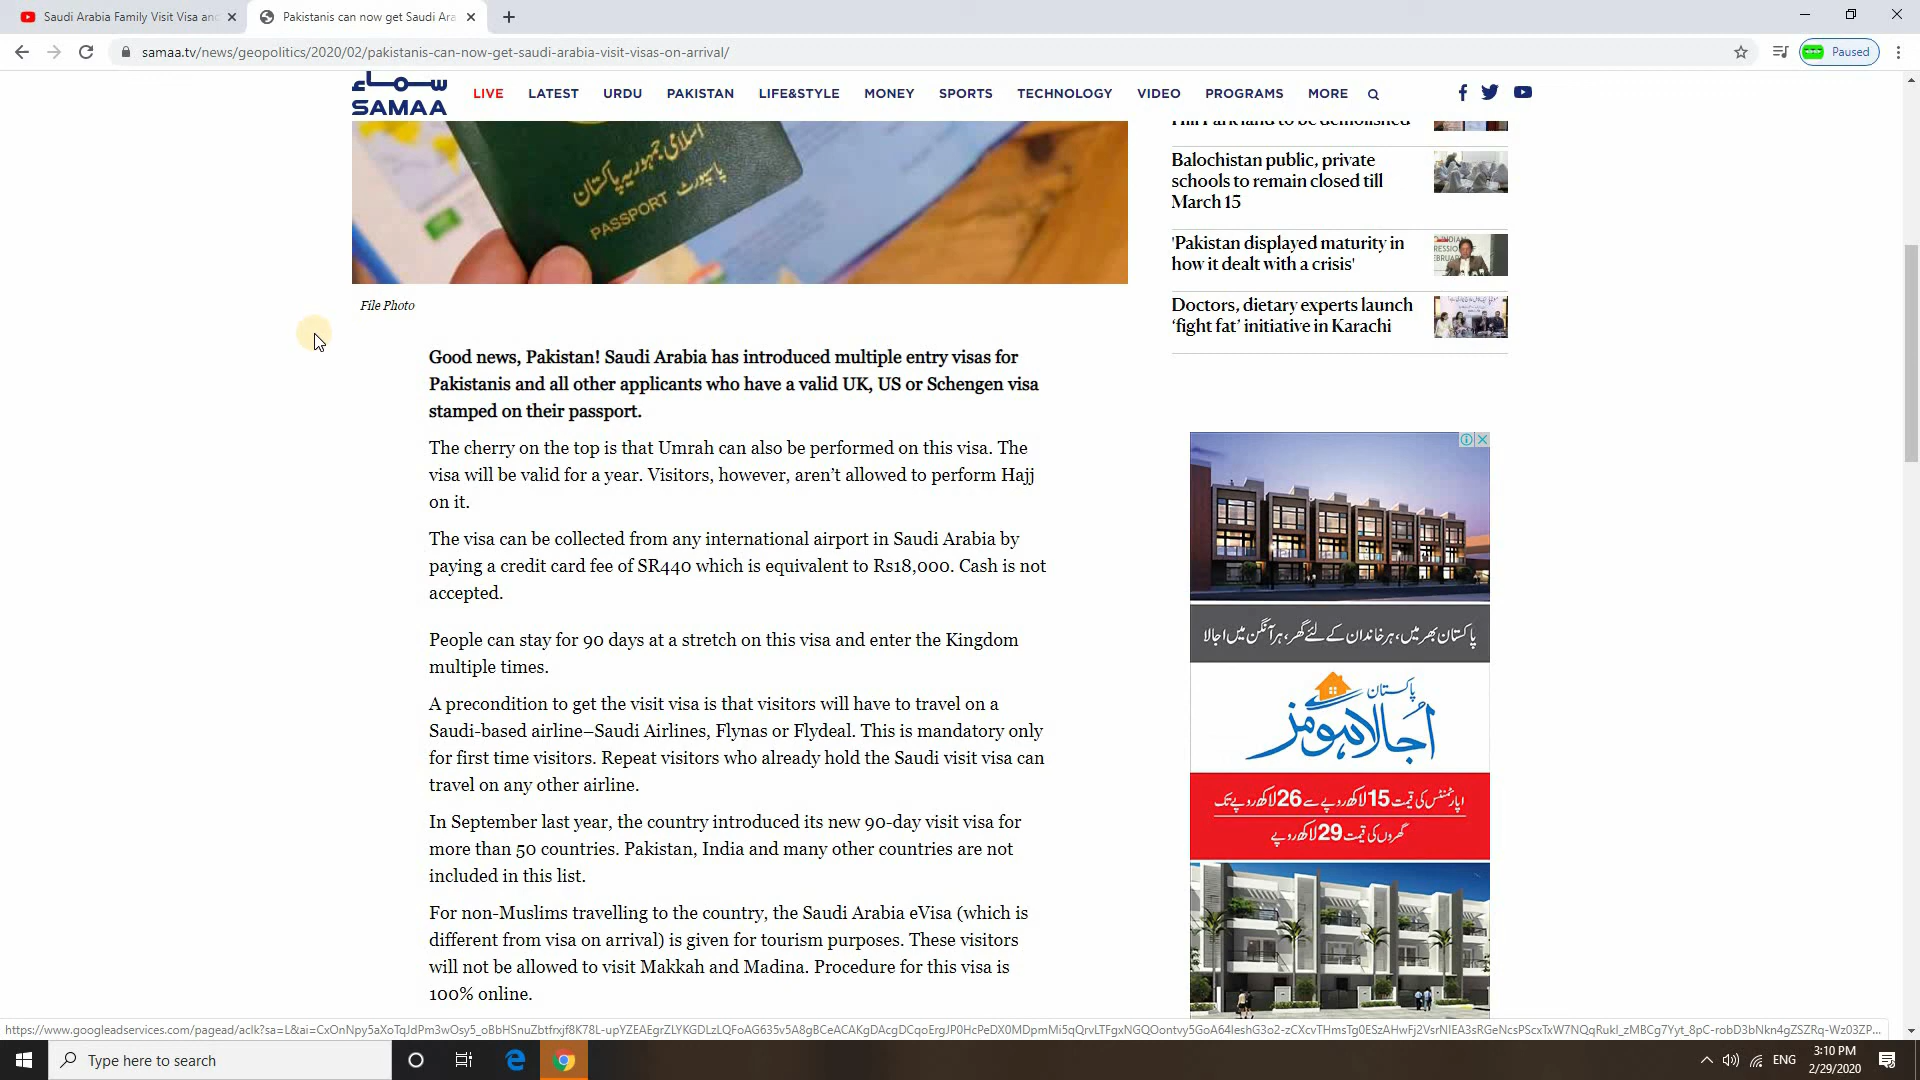 Saudi Arabia Family Visit Visa an
Pakistanis can now get Saudi Ara
samaa.tv/news/geopolitics/2020/02/pakistanis-can-now-get-saudi-arabia-visit-visas-on-arrival/
Paused
سماء
SAMAA
LIVE
LATEST
URDU
PAKISTAN
LIFE&STYLE
MONEY
SPORTS
TECHNOLOGY
VIDEO
PROGRAMS
MORE
اسلامی جمہوریہ پاکستان
پاسپورٹ
PASSPORT
File Photo
Good news, Pakistan! Saudi Arabia has introduced multiple entry visas for
Pakistanis and all other applicants who have a valid UK, US or Schengen visa
stamped on their passport.
The cherry on the top is that Umrah can also be performed on this visa. The
visa will be valid for a year. Visitors, however, aren’t allowed to perform Hajj
on it.
The visa can be collected from any international airport in Saudi Arabia by
paying a credit card fee of SR440 which is equivalent to Rs18,000. Cash is not
accepted.
People can stay for 90 days at a stretch on this visa and enter the Kingdom
multiple times.
A precondition to get the visit visa is that visitors will have to travel on a
Saudi-based airline–Saudi Airlines, Flynas or Flydeal. This is mandatory only
for first time visitors. Repeat visitors who already hold the Saudi visit visa can
travel on any other airline.
In September last year, the country introduced its new 90-day visit visa for
more than 50 countries. Pakistan, India and many other countries are not
included in this list.
For non-Muslims travelling to the country, the Saudi Arabia eVisa (which is
different from visa on arrival) is given for tourism purposes. These visitors
will not be allowed to visit Makkah and Madina. Procedure for this visa is
100% online.
Hill Park land to be demolished
Balochistan public, private
schools to remain closed till
March 15
'Pakistan displayed maturity in
how it dealt with a crisis'
Doctors, dietary experts launch
‘fight fat’ initiative in Karachi
پاکستان بھر میں، ہر خاندان کے لئے گھر، ہر آنگن میں اجالا
پاکستان
اُجالا ہومز
اپارٹمنٹس کی قیمت 15 لاکھ روپے سے 26 لاکھ روپے تک
گھروں کی قیمت 29 لاکھ روپے
Type here to search
ENG
3:10 PM
2/29/2020